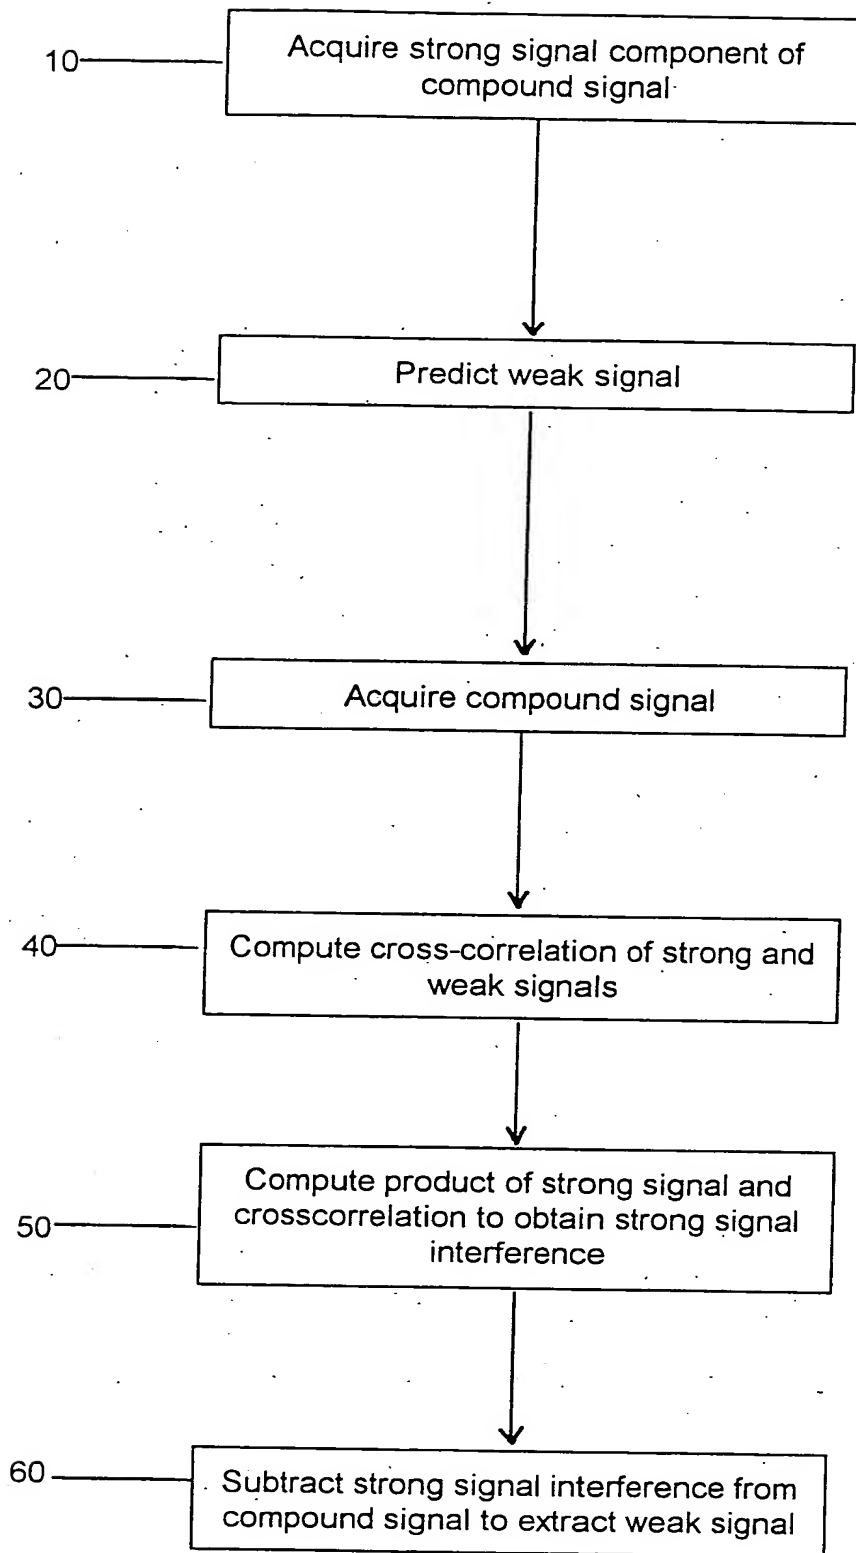 10
Acquire strong signal component of
compound signal
20
Predict weak signal
30
Acquire compound signal
40
Compute cross-correlation of strong and
weak signals
50
Compute product of strong signal and
crosscorrelation to obtain strong signal
interference
60
Subtract strong signal interference from
compound signal to extract weak signal